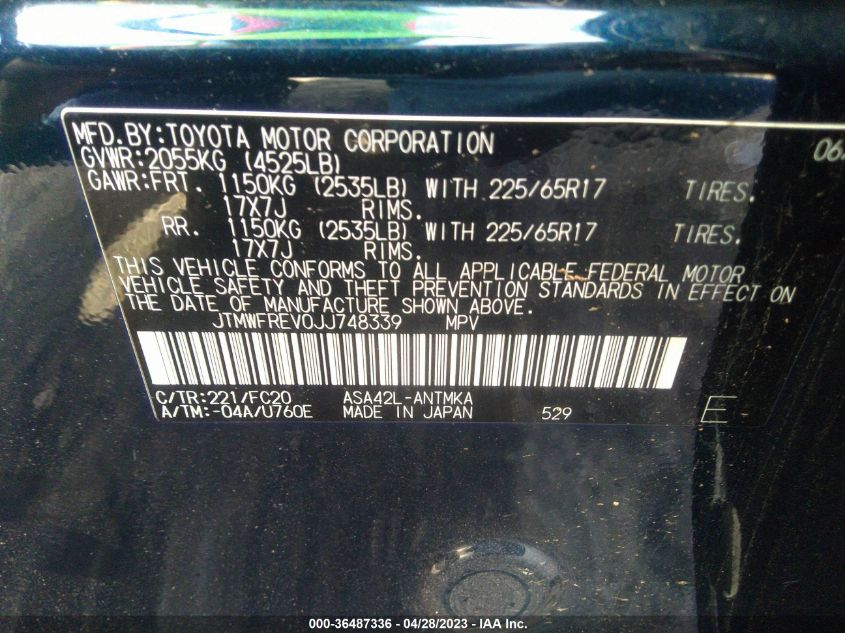 MFD.BY:TOYOTA MOTOR CORPORATION 06
GVWR:2055KG (4525LB)
GAWR:FRT. 1150KG (2535LB) WITH 225/65R17 TIRES.
17X7J RIMS.
RR. 1150KG (2535LB) WITH 225/65R17 TIRES.
17X7J RIMS.
THIS VEHICLE CONFORMS TO ALL APPLICABLE FEDERAL MOTOR
VEHICLE SAFETY AND THEFT PREVENTION STANDARDS IN EFFECT ON
THE DATE OF MANUFACTURE SHOWN ABOVE.
JTMWFREV0JJ748339 MPV
C/TR:221/FC20 ASA42L-ANTMKA
A/TM:-04A/U760E MADE IN JAPAN 529 E
000-36487336 - 04/28/2023 - IAA Inc.